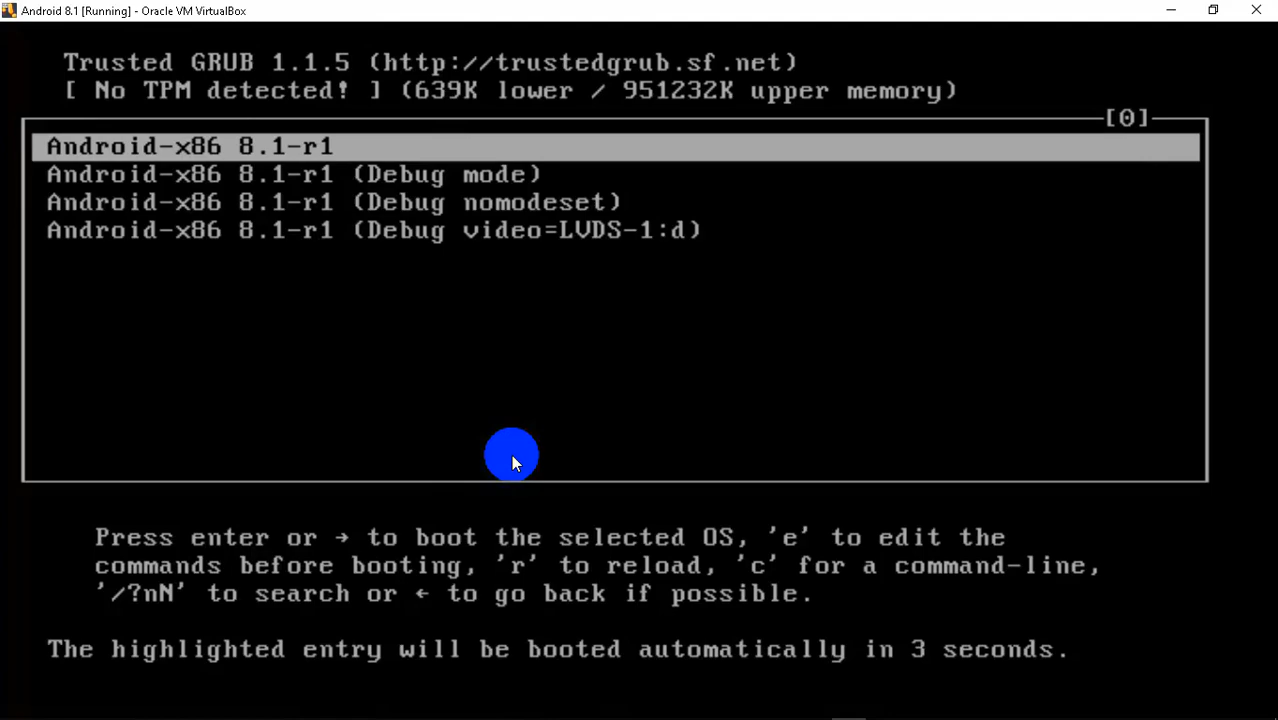 Android 8.1 [Running] - Oracle VM VirtualBox
Trusted GRUB 1.1.5 (http://trustedgrub.sf.net)
[ No TPM detected! ] (639K lower / 951232K upper memory)
[0]
Android-x86 8.1-r1
Android-x86 8.1-r1 (Debug mode)
Android-x86 8.1-r1 (Debug nomodeset)
Android-x86 8.1-r1 (Debug video=LVDS-1:d)
Press enter or → to boot the selected OS, 'e' to edit the
commands before booting, 'r' to reload, 'c' for a command-line,
'/?nN' to search or ← to go back if possible.
The highlighted entry will be booted automatically in 3 seconds.